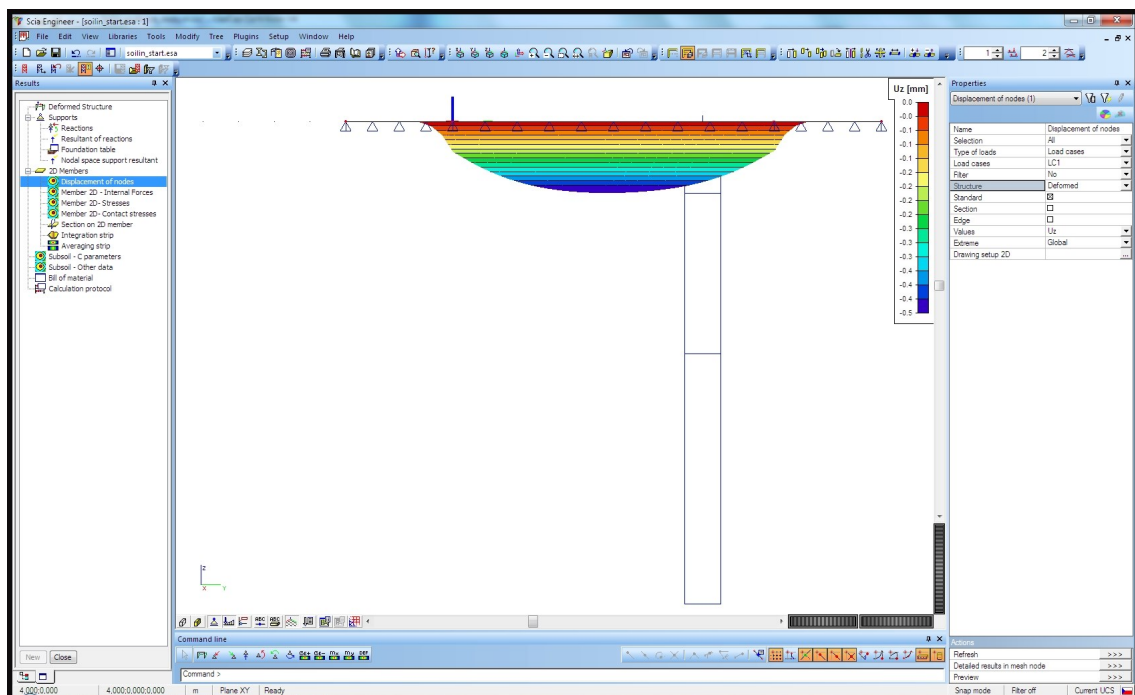 Scia Engineer - [soilin_start.esa : 1]
File Edit View Libraries Tools Modify Tree Plugins Setup Window Help
soilin_start.esa
1 2
Results
Deformed Structure
Supports
Reactions
Resultant of reactions
Foundation table
Nodal space support resultant
2D Members
Displacement of nodes
Member 2D - Internal Forces
Member 2D- Stresses
Member 2D- Contact stresses
Section on 2D member
Integration strip
Averaging strip
Subsoil - C parameters
Subsoil - Other data
Bill of material
Calculation protocol
New Close
Uz [mm]
0.0
-0.0
-0.1
-0.1
-0.1
-0.2
-0.2
-0.2
-0.2
-0.3
-0.3
-0.3
-0.4
-0.4
-0.4
-0.5
z
x Y
Properties
Displacement of nodes (1)
Name Displacement of nodes
Selection All
Type of loads Load cases
Load cases LC1
Filter No
Structure Deformed
Standard
Section
Edge
Values Uz
Extreme Global
Drawing setup 2D ...
Actions
Refresh >>>
Detailed results in mesh node >>>
Preview >>>
Command line
Command >
4,000;0.000 4,000;0.000;0.000 m Plane XY Ready Snap mode Filter off Current UCS